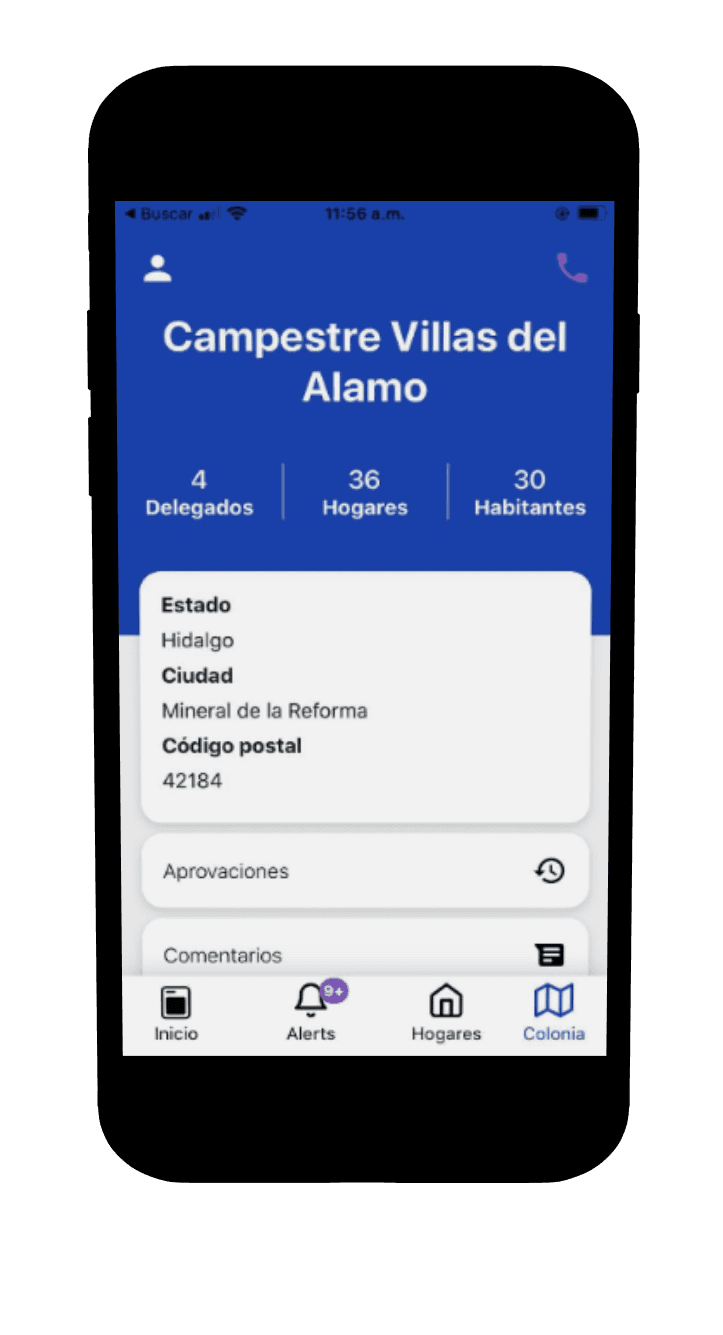 Buscar 11:56 a.m.
Campestre Villas del
Alamo
4 36 30
Delegados Hogares Habitantes
Estado
Hidalgo
Ciudad
Mineral de la Reforma
Código postal
42184
Aprovaciones
Comentarios
9+
Inicio Alerts Hogares Colonia